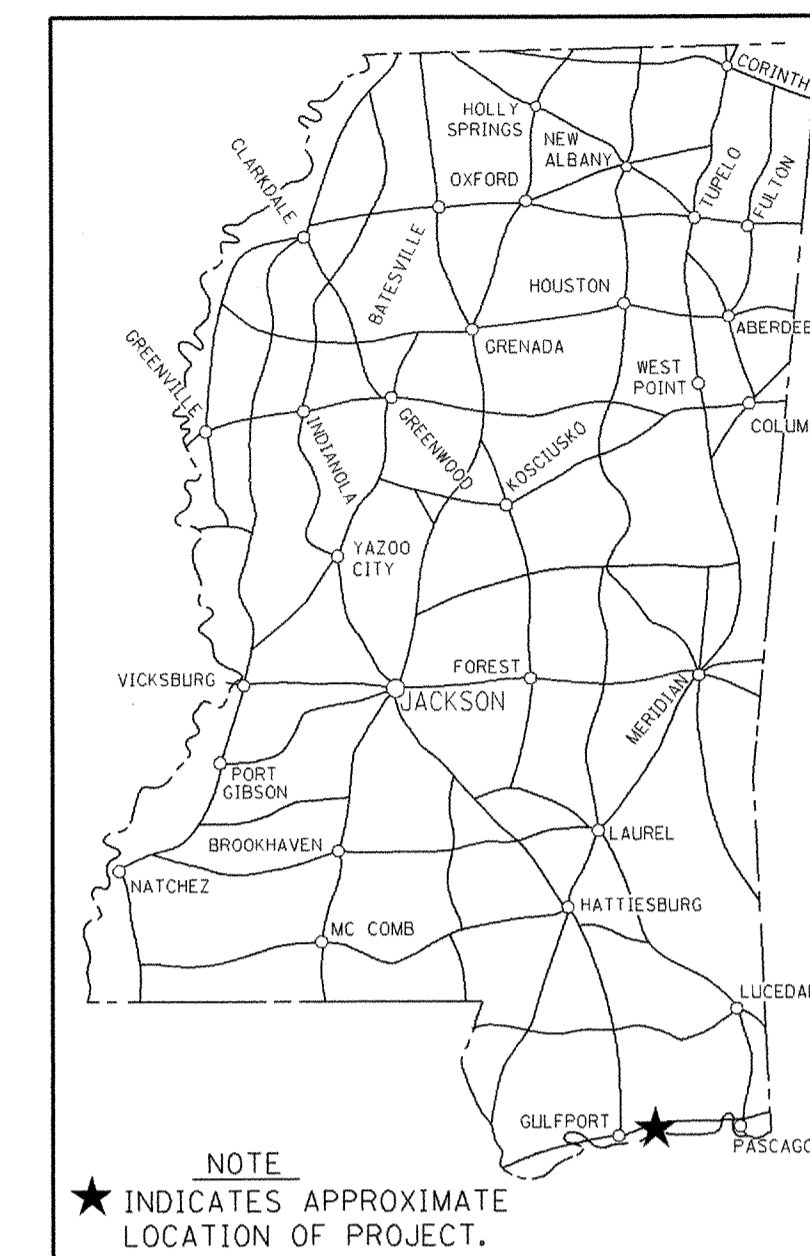 CORINTH
HOLLY
SPRINGS
NEW
ALBANY
CLARKDALE
OXFORD
TUPELO
FULTON
BATESVILLE
HOUSTON
ABERDEE
GRENADA
GREENVILLE
WEST
POINT
COLUM
INDIANOLA
GREENWOOD
KOSCIUSKO
YAZOO
CITY
VICKSBURG
FOREST
JACKSON
MERIDIAN
PORT
GIBSON
BROOKHAVEN
LAUREL
NATCHEZ
HATTIESBURG
MC COMB
LUCEDA
GULFPORT
PASCAGO
NOTE
INDICATES APPROXIMATE
LOCATION OF PROJECT.